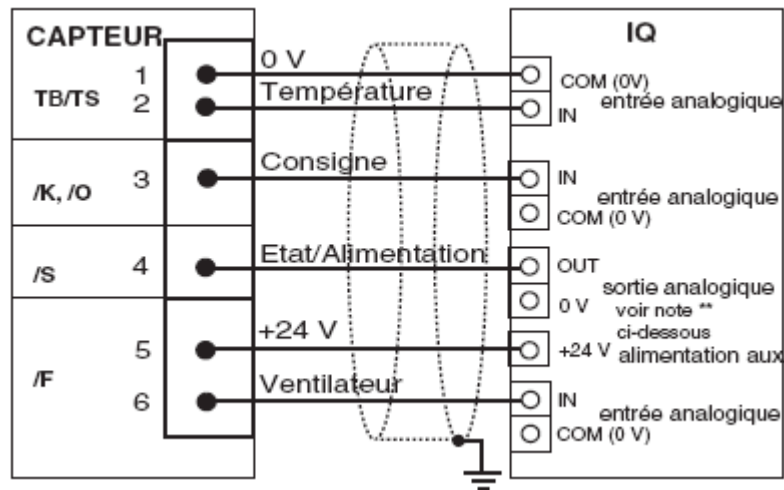 CAPTEUR
IQ
1
0 V
COM (0V)
TB/TS
2
Température
IN
entrée analogique
/K, /O
3
Consigne
IN
entrée analogique
COM (0 V)
/S
4
Etat/Alimentation
OUT
sortie analogique
0 V
voir note **
ci-dessous
/F
5
+24 V
+24 V
alimentation aux
6
Ventilateur
IN
entrée analogique
COM (0 V)